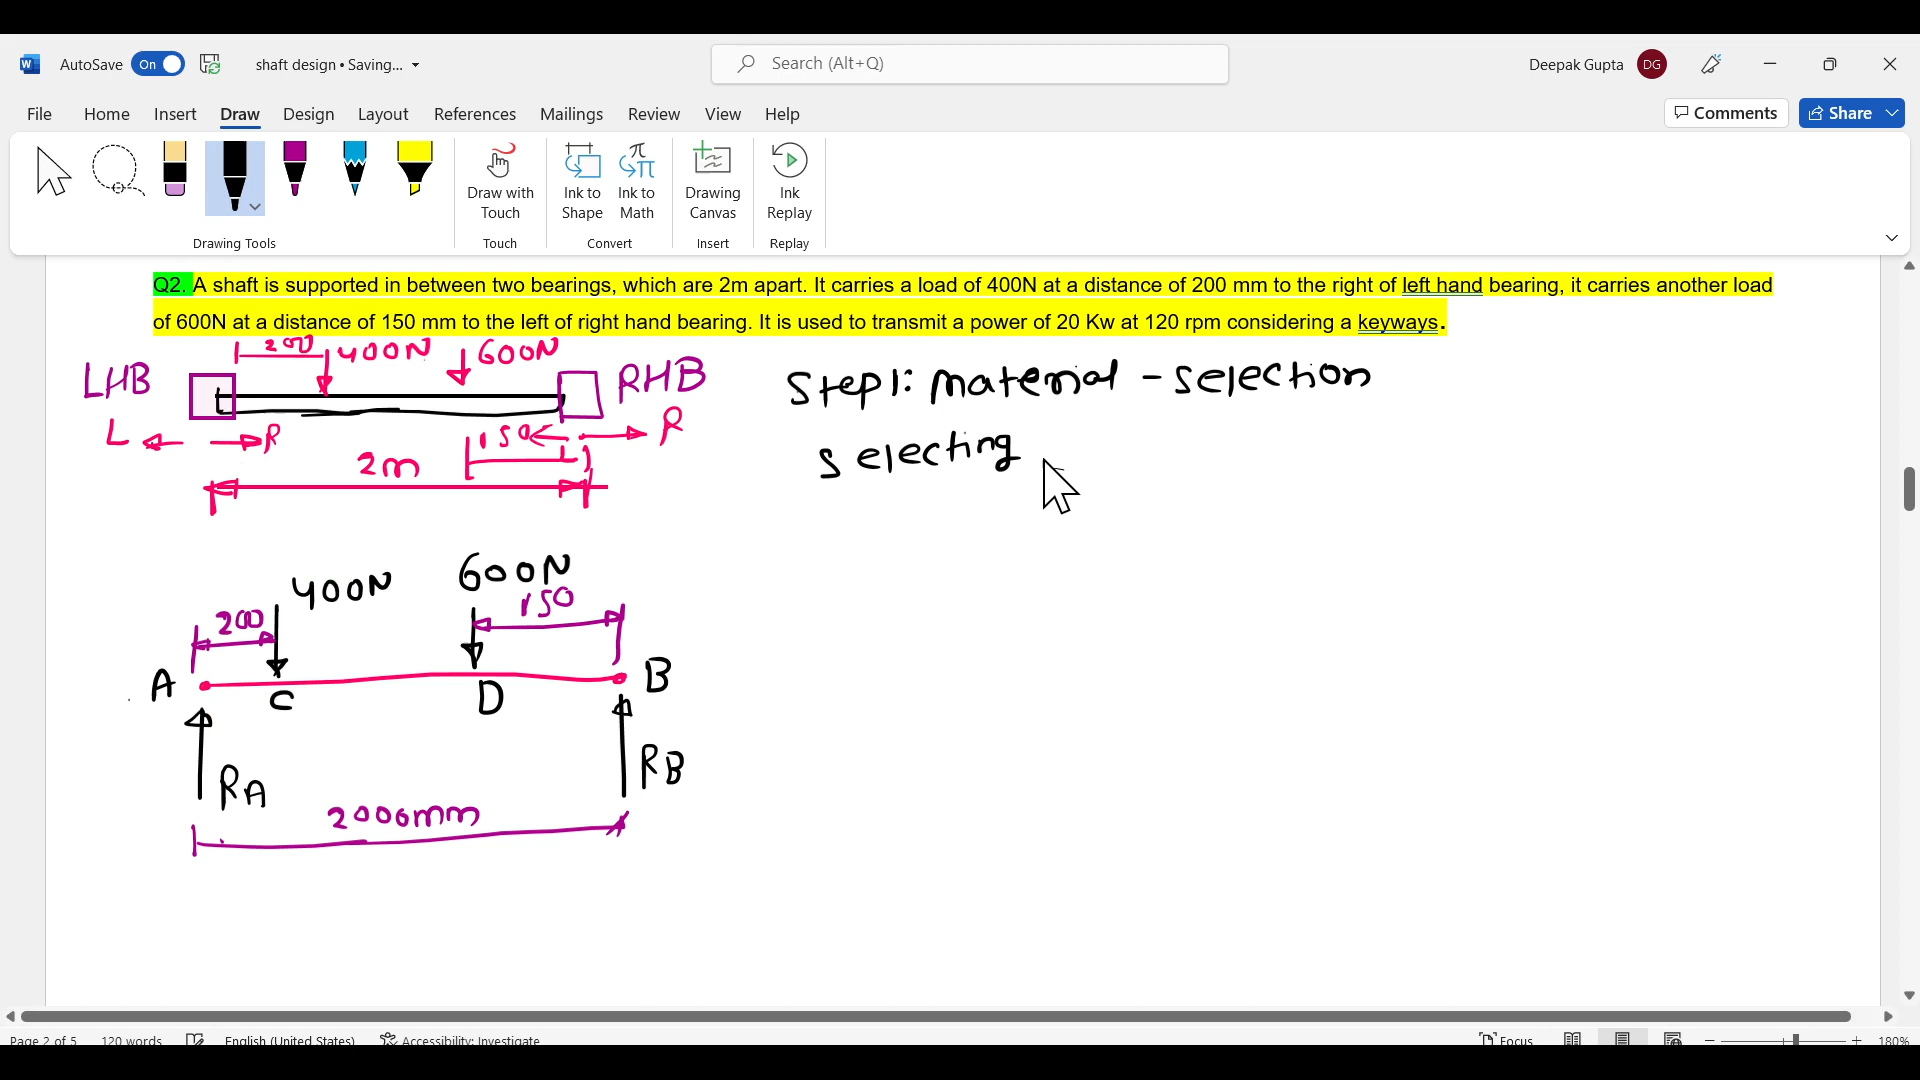 AutoSave On shaft design • Saving... Search (Alt+Q) Deepak Gupta DG
File Home Insert Draw Design Layout References Mailings Review View Help Comments Share
Draw with Touch
Ink to Shape
Ink to Math
Drawing Canvas
Ink Replay
Drawing Tools Touch Convert Insert Replay
Q2. A shaft is supported in between two bearings, which are 2m apart. It carries a load of 400N at a distance of 200 mm to the right of left hand bearing, it carries another load
of 600N at a distance of 150 mm to the left of right hand bearing. It is used to transmit a power of 20 Kw at 120 rpm considering a keyways.
200 400N 600N
LHB RHB
L R 150 R
2m
Step1: material - selection
selecting
400N 600N
200 150
A C D B
RA RB
2000mm
Page 2 of 5 120 words English (United States) Accessibility: Investigate Focus 180%